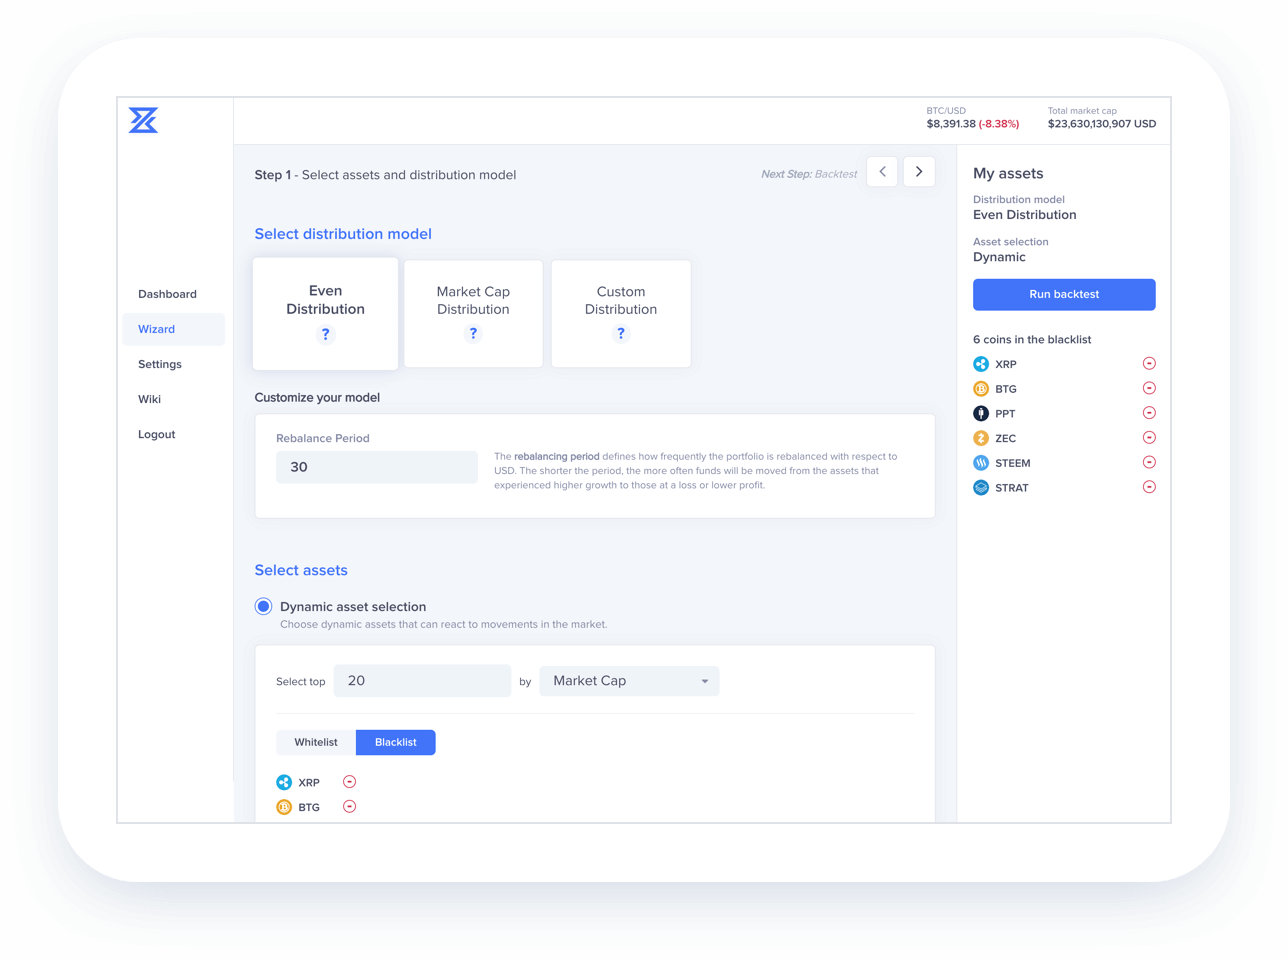 BTC/USD
$8,391.38 (-8.38%)
Total market cap
$23,630,130,907 USD
Dashboard
Wizard
Settings
Wiki
Logout
Step 1 - Select assets and distribution model
Next Step: Backtest
Select distribution model
Even
Distribution
?
Market Cap
Distribution
?
Custom
Distribution
?
Customize your model
Rebalance Period
30
The rebalancing period defines how frequently the portfolio is rebalanced with respect to
USD. The shorter the period, the more often funds will be moved from the assets that
experienced higher growth to those at a loss or lower profit.
Select assets
Dynamic asset selection
Choose dynamic assets that can react to movements in the market.
Select top 20 by Market Cap
Whitelist Blacklist
XRP
BTG
My assets
Distribution model
Even Distribution
Asset selection
Dynamic
Run backtest
6 coins in the blacklist
XRP
BTG
PPT
ZEC
STEEM
STRAT